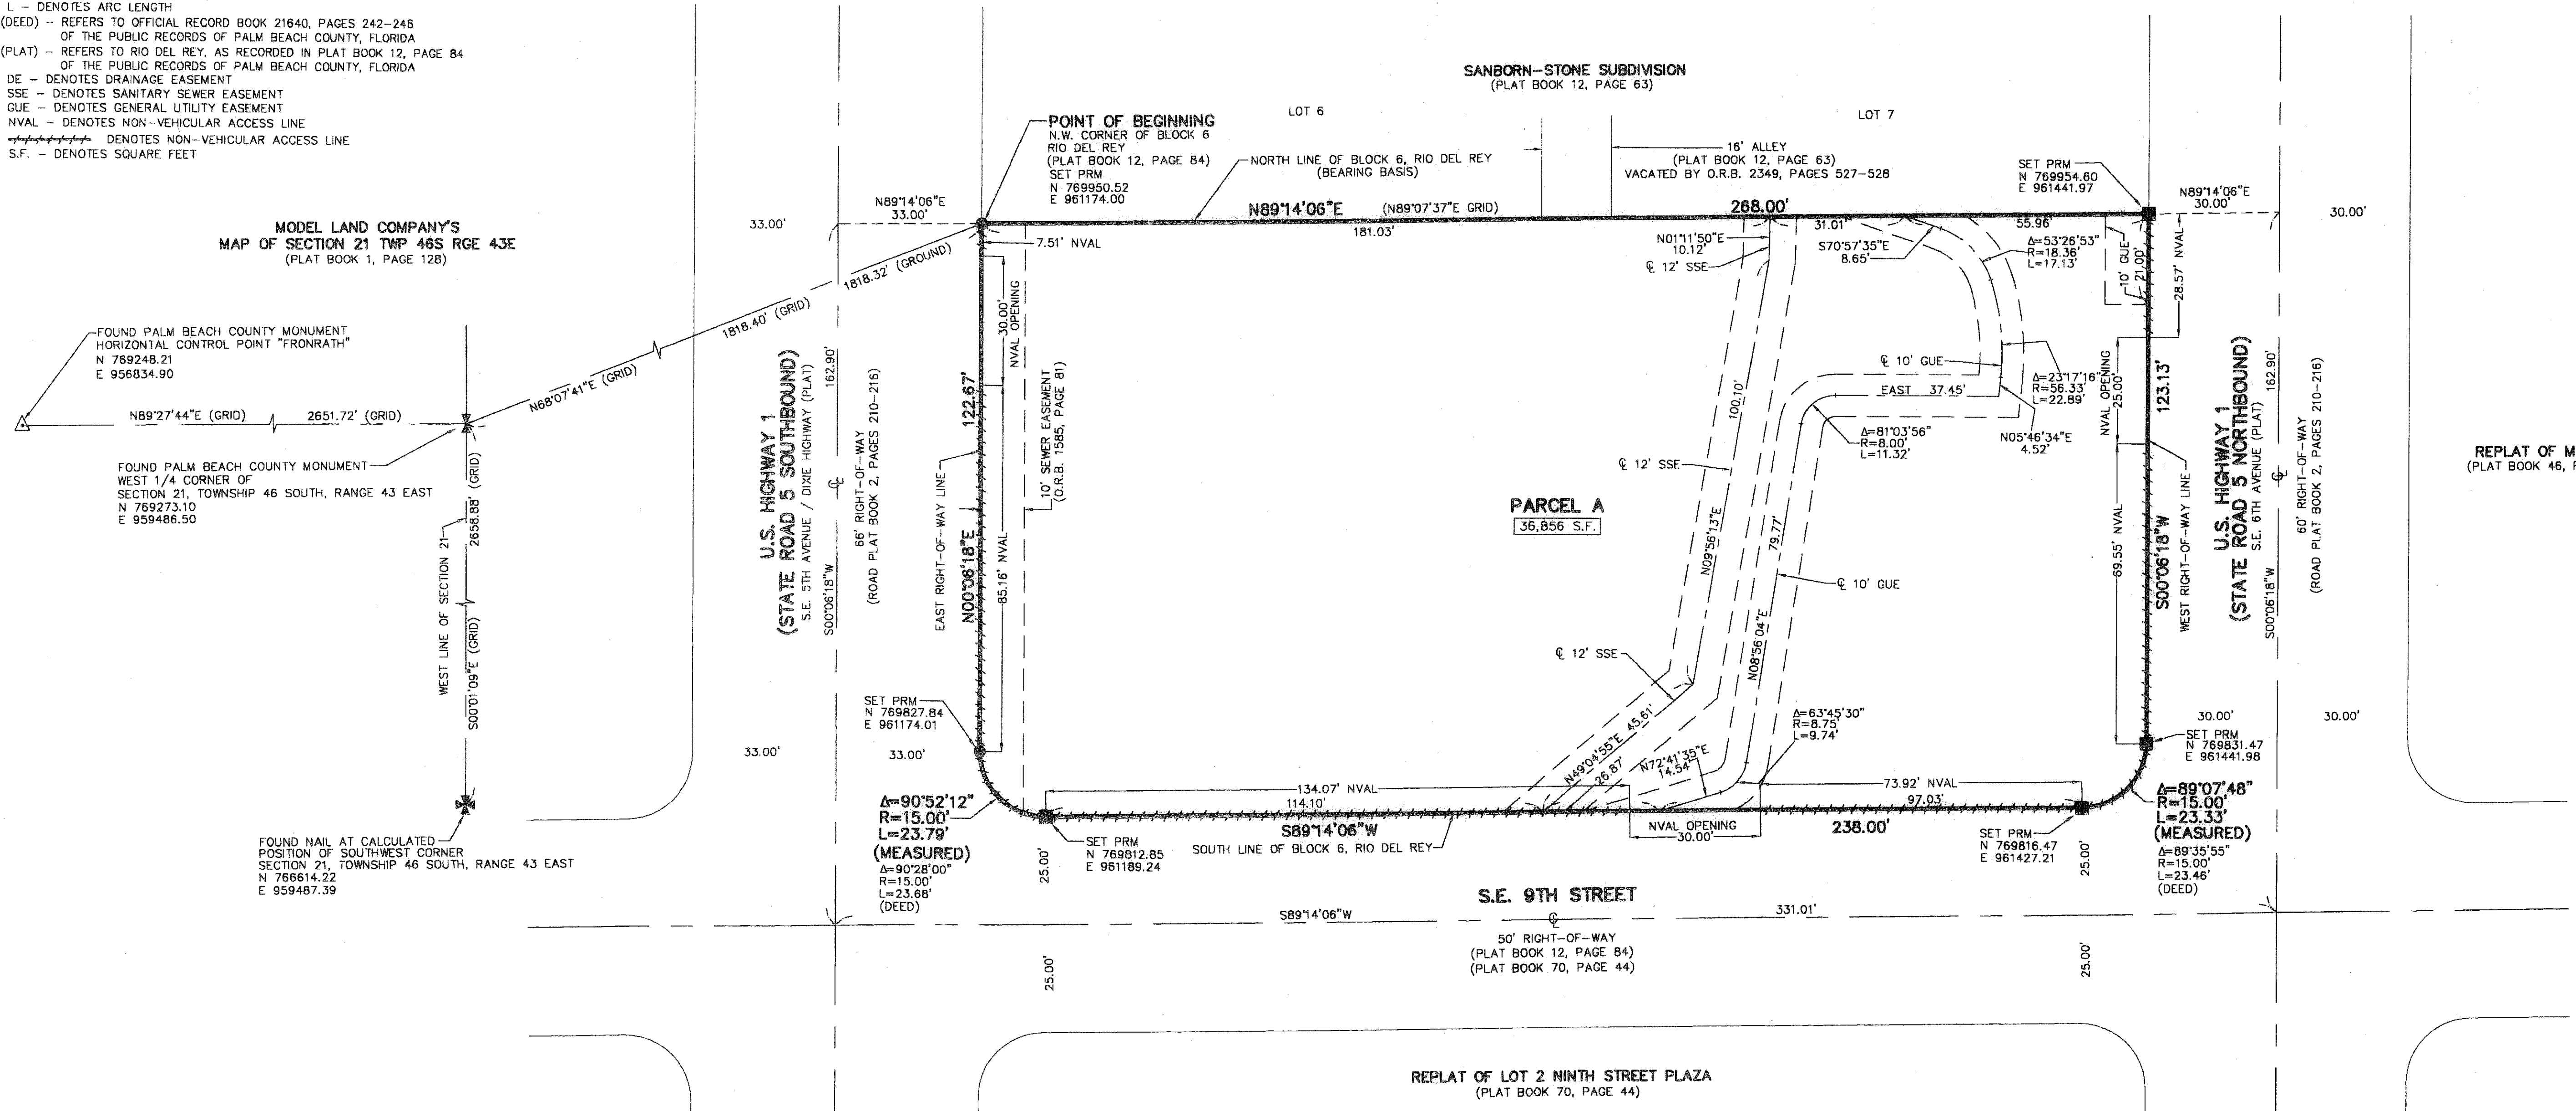 L – DENOTES ARC LENGTH
(DEED) – REFERS TO OFFICIAL RECORD BOOK 21640, PAGES 242-246
OF THE PUBLIC RECORDS OF PALM BEACH COUNTY, FLORIDA
(PLAT) – REFERS TO RIO DEL REY, AS RECORDED IN PLAT BOOK 12, PAGE 84
OF THE PUBLIC RECORDS OF PALM BEACH COUNTY, FLORIDA
DE – DENOTES DRAINAGE EASEMENT
SSE – DENOTES SANITARY SEWER EASEMENT
GUE – DENOTES GENERAL UTILITY EASEMENT
NVAL – DENOTES NON-VEHICULAR ACCESS LINE
DENOTES NON-VEHICULAR ACCESS LINE
S.F. – DENOTES SQUARE FEET
MODEL LAND COMPANY'S
MAP OF SECTION 21 TWP 46S RGE 43E
(PLAT BOOK 1, PAGE 128)
FOUND PALM BEACH COUNTY MONUMENT
HORIZONTAL CONTROL POINT "FRONRATH"
N 769248.21
E 956834.90
N89°27'44"E (GRID)
2651.72' (GRID)
FOUND PALM BEACH COUNTY MONUMENT
WEST 1/4 CORNER OF
SECTION 21, TOWNSHIP 46 SOUTH, RANGE 43 EAST
N 769273.10
E 959486.50
WEST LINE OF SECTION 21
2658.88' (GRID)
S00°01'09"E (GRID)
FOUND NAIL AT CALCULATED
POSITION OF SOUTHWEST CORNER
SECTION 21, TOWNSHIP 46 SOUTH, RANGE 43 EAST
N 766614.22
E 959487.39
N68°07'41"E (GRID)
1818.40' (GRID)
1818.32' (GROUND)
33.00'
N89°14'06"E
33.00'
POINT OF BEGINNING
N.W. CORNER OF BLOCK 6
RIO DEL REY
(PLAT BOOK 12, PAGE 84)
SET PRM
N 769950.52
E 961174.00
NORTH LINE OF BLOCK 6, RIO DEL REY
(BEARING BASIS)
SANBORN-STONE SUBDIVISION
(PLAT BOOK 12, PAGE 63)
LOT 6
LOT 7
16' ALLEY
(PLAT BOOK 12, PAGE 63)
VACATED BY O.R.B. 2349, PAGES 527-528
SET PRM
N 769954.60
E 961441.97
N89°14'06"E
30.00'
30.00'
N89°14'06"E
(N89°07'37"E GRID)
268.00'
181.03'
31.01'
55.96'
7.51' NVAL
30.00'
NVAL OPENING
10' SEWER EASEMENT
(O.R.B. 1585, PAGE 81)
85.16' NVAL
122.67'
N00°06'18"E
EAST RIGHT-OF-WAY LINE
U.S. HIGHWAY 1
(STATE ROAD 5 SOUTHBOUND)
S.E. 5TH AVENUE / DIXIE HIGHWAY (PLAT)
S00°06'18"W
162.90'
66' RIGHT-OF-WAY
(ROAD PLAT BOOK 2, PAGES 210-216)
N01°11'50"E
10.12'
℄ 12' SSE
S70°57'35"E
8.65'
Δ=53°26'53"
R=18.36'
L=17.13'
10' GUE
21.00'
28.57' NVAL
℄ 10' GUE
EAST 37.45'
Δ=23°17'16"
R=56.33'
L=22.89'
N05°46'34"E
4.52'
Δ=81°03'56"
R=8.00'
L=11.32'
100.10'
℄ 12' SSE
N09°56'13"E
79.77'
℄ 10' GUE
N08°56'04"E
PARCEL A
36,856 S.F.
NVAL OPENING
25.00'
69.55' NVAL
123.13'
S00°06'18"W
WEST RIGHT-OF-WAY LINE
U.S. HIGHWAY 1
(STATE ROAD 5 NORTHBOUND)
S.E. 6TH AVENUE (PLAT)
S00°06'18"W
162.90'
℄
60' RIGHT-OF-WAY
(ROAD PLAT BOOK 2, PAGES 210-216)
REPLAT OF M
(PLAT BOOK 46, P
℄ 12' SSE
N49°04'55"E 45.61'
26.87'
N72°41'35"E
14.54'
Δ=63°45'30"
R=8.75'
L=9.74'
SET PRM
N 769827.84
E 961174.01
33.00'
33.00'
Δ=90°52'12"
R=15.00'
L=23.79'
(MEASURED)
Δ=90°28'00"
R=15.00'
L=23.68'
(DEED)
134.07' NVAL
114.10'
S89°14'06"W
SET PRM
N 769812.85
E 961189.24
SOUTH LINE OF BLOCK 6, RIO DEL REY
NVAL OPENING
30.00'
73.92' NVAL
97.03'
238.00'
SET PRM
N 769816.47
E 961427.21
SET PRM
N 769831.47
E 961441.98
30.00'
30.00'
Δ=89°07'48"
R=15.00'
L=23.33'
(MEASURED)
Δ=89°35'55"
R=15.00'
L=23.46'
(DEED)
25.00'
25.00'
S.E. 9TH STREET
S89°14'06"W
℄
331.01'
50' RIGHT-OF-WAY
(PLAT BOOK 12, PAGE 84)
(PLAT BOOK 70, PAGE 44)
25.00'
25.00'
REPLAT OF LOT 2 NINTH STREET PLAZA
(PLAT BOOK 70, PAGE 44)